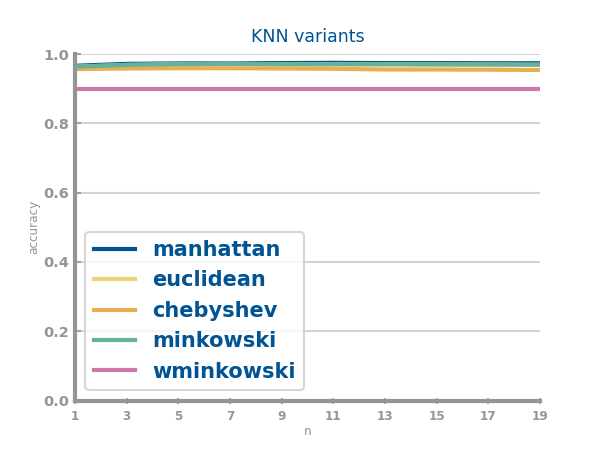 KNN variants
1.0
0.8
0.6
0.4
0.2
0.0
accuracy
manhattan
euclidean
chebyshev
minkowski
wminkowski
1 3 5 7 9 11 13 15 17 19
n